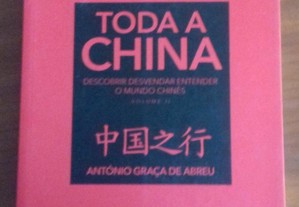 TODA A
CHINA
DESCOBRIR DESVENDAR ENTENDER
O MUNDO CHINÊS
VOLUME II
中国之行
ANTÓNIO GRAÇA DE ABREU